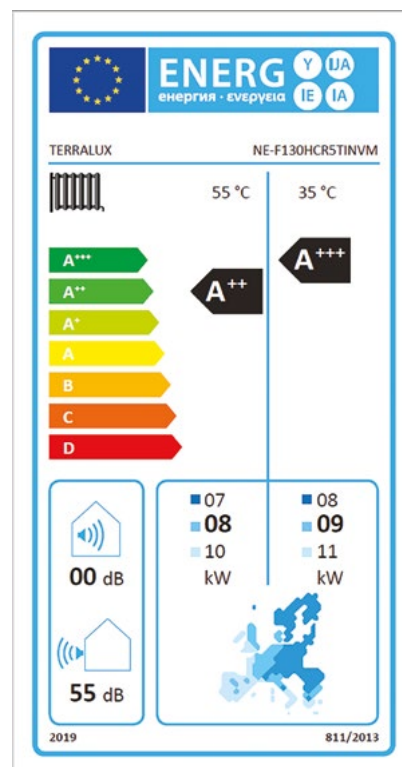 ENERG Y IJA
енергия · ενεργεια IE IA
TERRALUX NE-F130HCR5TINVM
55 °C 35 °C
A+++
A++
A+
A
B
C
D
A++ A+++
07 08
08 09
10 11
kW kW
00 dB
55 dB
2019 811/2013